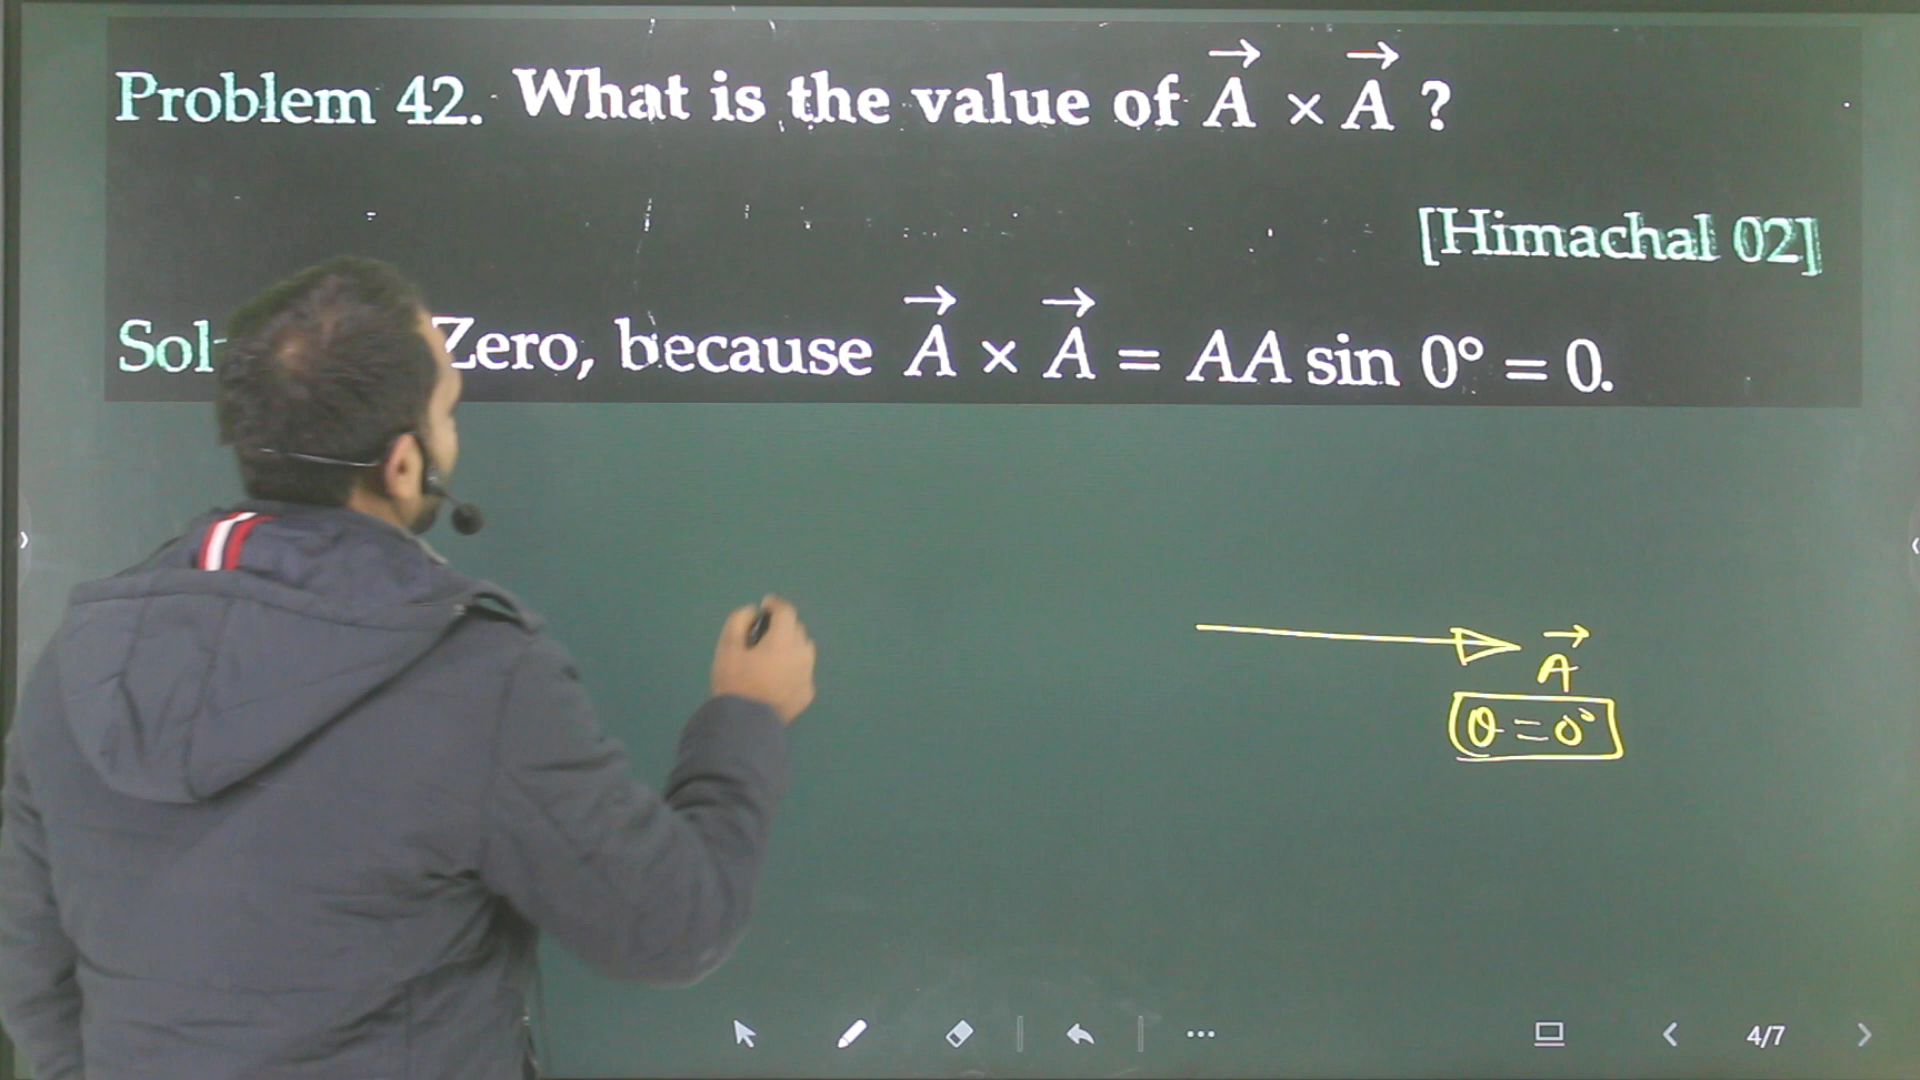 Problem 42. What is the value of A⃗ × A⃗ ?
[Himachal 02]
Sol Zero, because A⃗ × A⃗ = AA sin 0° = 0.
A⃗
θ = 0°
4/7